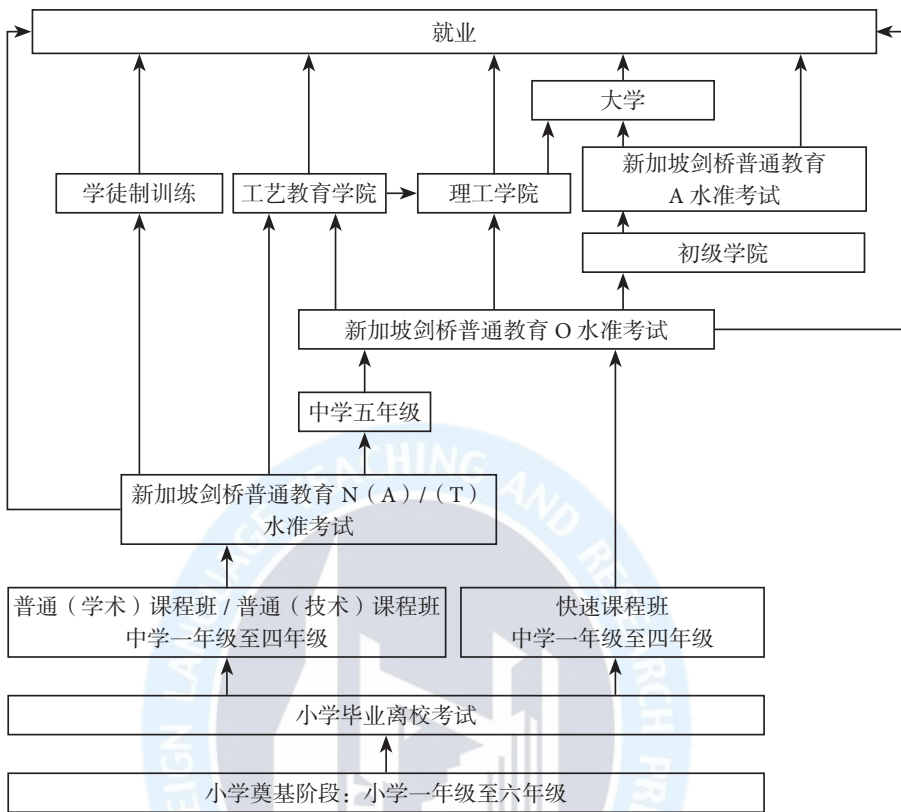 就业
大学
新加坡剑桥普通教育
A 水准考试
学徒制训练
工艺教育学院
理工学院
初级学院
新加坡剑桥普通教育 O 水准考试
中学五年级
新加坡剑桥普通教育 N（A）/（T）
水准考试
普通（学术）课程班 / 普通（技术）课程班
中学一年级至四年级
快速课程班
中学一年级至四年级
小学毕业离校考试
小学奠基阶段：小学一年级至六年级
EIGN LANGUAGE TEACHING AND RESEARCH PR